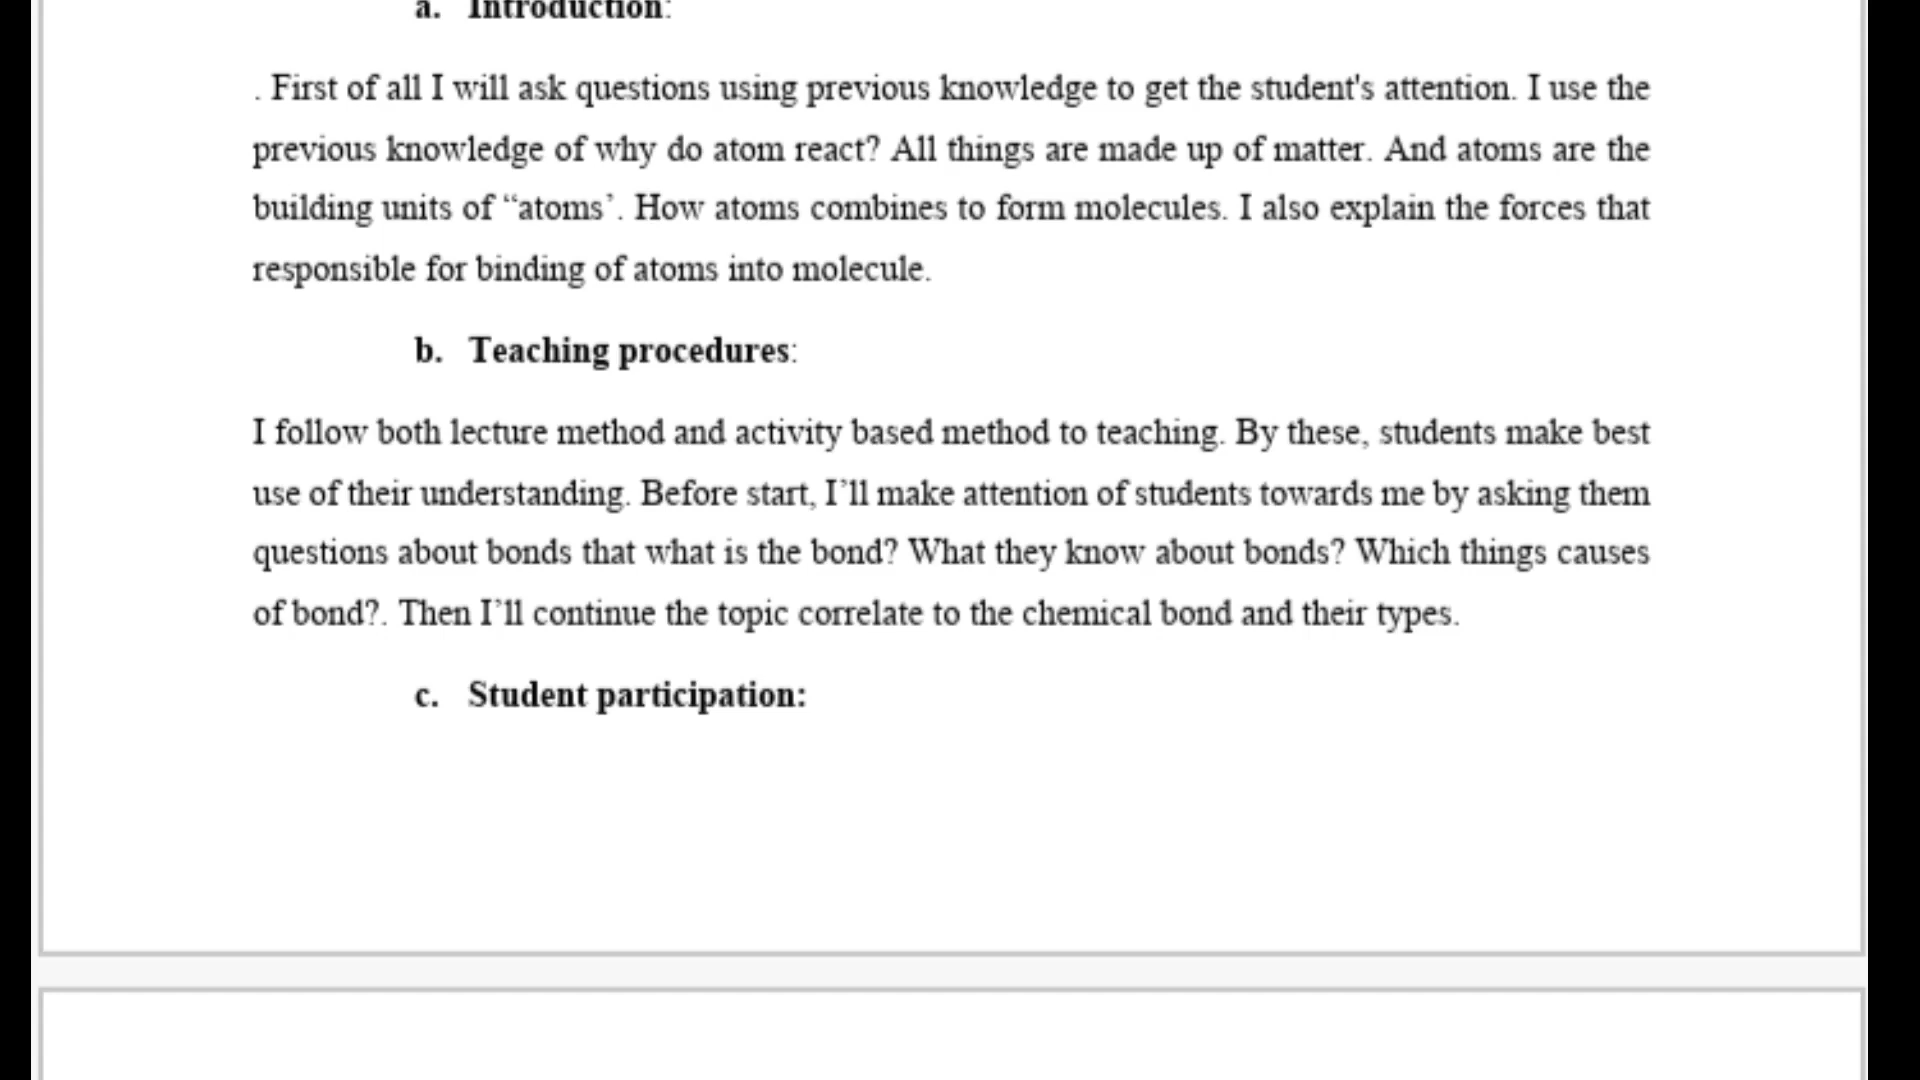 a. Introduction:
. First of all I will ask questions using previous knowledge to get the student's attention. I use the
previous knowledge of why do atom react? All things are made up of matter. And atoms are the
building units of “atoms’. How atoms combines to form molecules. I also explain the forces that
responsible for binding of atoms into molecule.
b. Teaching procedures:
I follow both lecture method and activity based method to teaching. By these, students make best
use of their understanding. Before start, I’ll make attention of students towards me by asking them
questions about bonds that what is the bond? What they know about bonds? Which things causes
of bond?. Then I’ll continue the topic correlate to the chemical bond and their types.
c. Student participation: